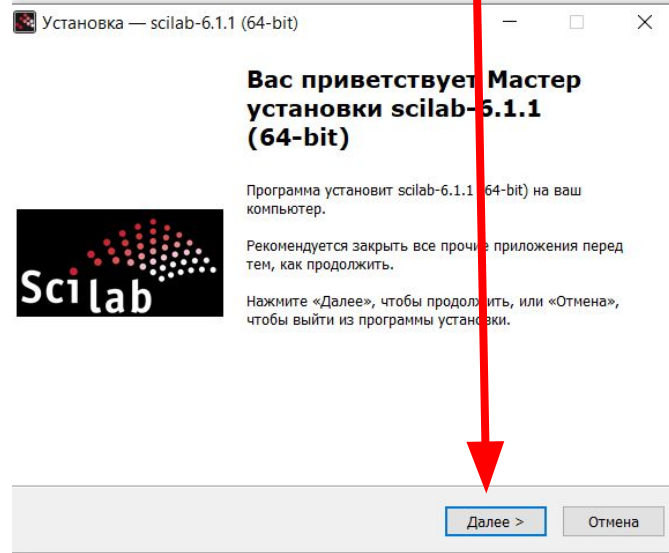 Установка — scilab-6.1.1 (64-bit)
Вас приветствует Мастер
установки scilab-6.1.1
(64-bit)
Программа установит scilab-6.1.1 (64-bit) на ваш
компьютер.
Рекомендуется закрыть все прочие приложения перед
тем, как продолжить.
Нажмите «Далее», чтобы продолжить, или «Отмена»,
чтобы выйти из программы установки.
Scilab
Далее >
Отмена